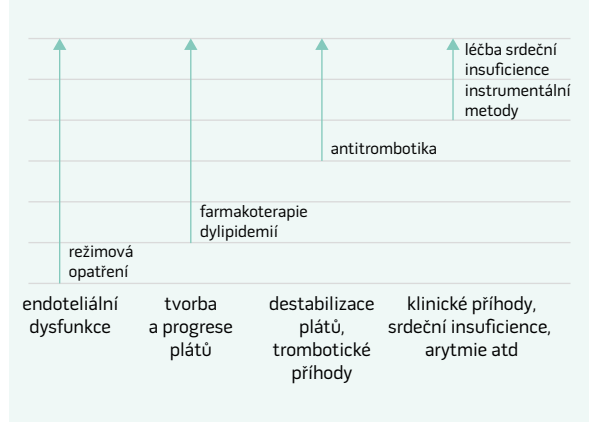 léčba srdeční
insuficience
instrumentální
metody
antitrombotika
farmakoterapie
dylipidemií
režimová
opatření
endoteliální
dysfunkce
tvorba
a progrese
plátů
destabilizace
plátů,
trombotické
příhody
klinické příhody,
srdeční insuficience,
arytmie atd